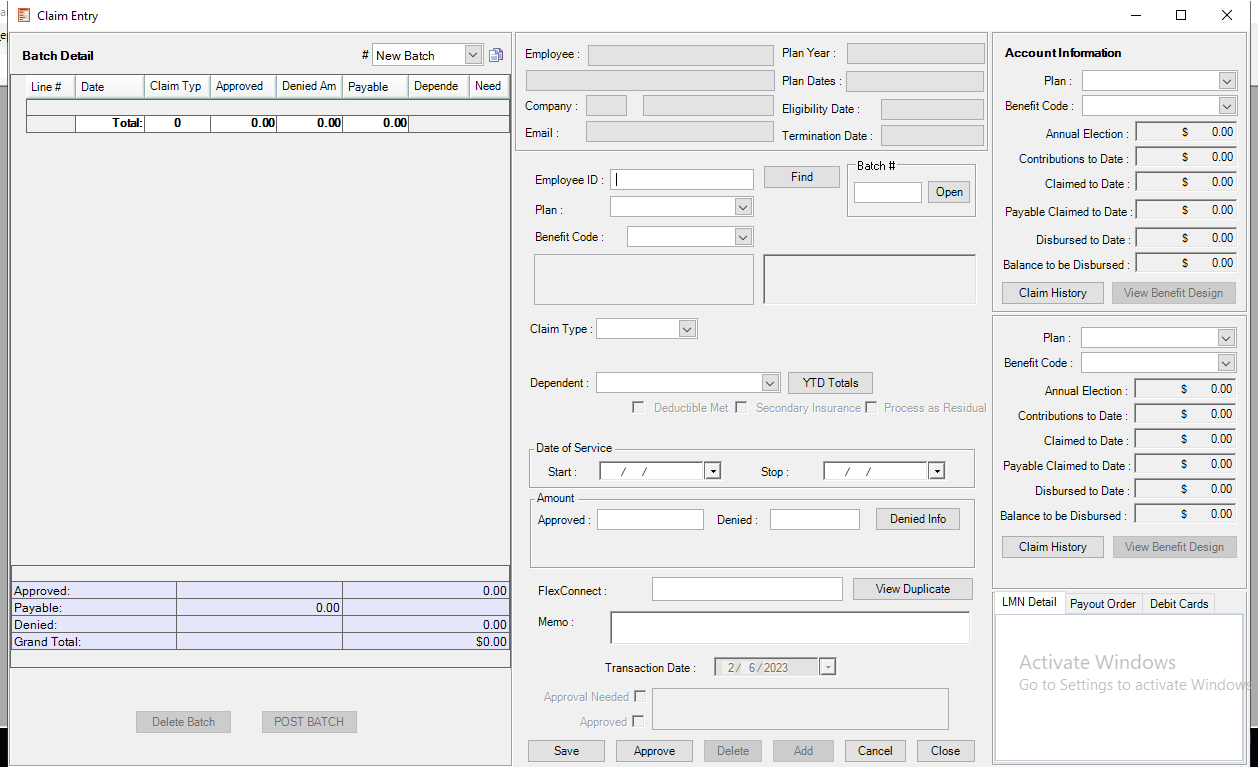 Claim Entry
Batch Detail
# New Batch
Line # Date Claim Typ Approved Denied Am Payable Depende Need
Total: 0 0.00 0.00 0.00
Approved: 0.00
Payable: 0.00
Denied: 0.00
Grand Total: $0.00
Delete Batch POST BATCH
Employee : Plan Year :
Plan Dates :
Company : Eligibility Date :
Email : Termination Date :
Employee ID : Find Batch #
Open
Plan :
Benefit Code :
Claim Type :
Dependent : YTD Totals
Deductible Met Secondary Insurance Process as Residual
Date of Service
Start : / / Stop : / /
Amount
Approved : Denied : Denied Info
FlexConnect : View Duplicate
Memo :
Transaction Date : 2/ 6/2023
Approval Needed
Approved
Save Approve Delete Add Cancel Close
Account Information
Plan :
Benefit Code :
Annual Election : $ 0.00
Contributions to Date : $ 0.00
Claimed to Date : $ 0.00
Payable Claimed to Date : $ 0.00
Disbursed to Date : $ 0.00
Balance to be Disbursed : $ 0.00
Claim History View Benefit Design
Plan :
Benefit Code :
Annual Election : $ 0.00
Contributions to Date : $ 0.00
Claimed to Date : $ 0.00
Payable Claimed to Date : $ 0.00
Disbursed to Date : $ 0.00
Balance to be Disbursed : $ 0.00
Claim History View Benefit Design
LMN Detail Payout Order Debit Cards
Activate Windows
Go to Settings to activate Windows